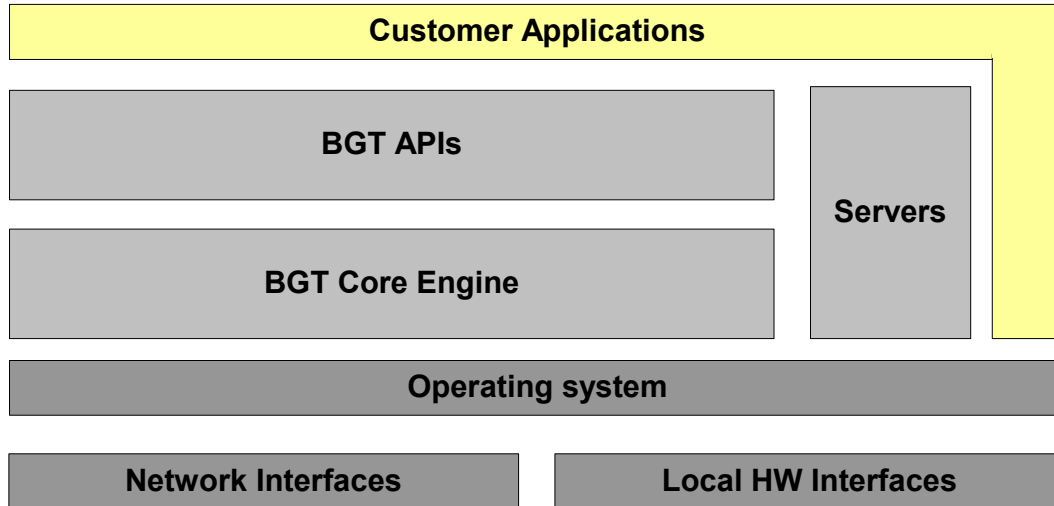 Customer Applications
BGT APIs
Servers
BGT Core Engine
Operating system
Network Interfaces
Local HW Interfaces